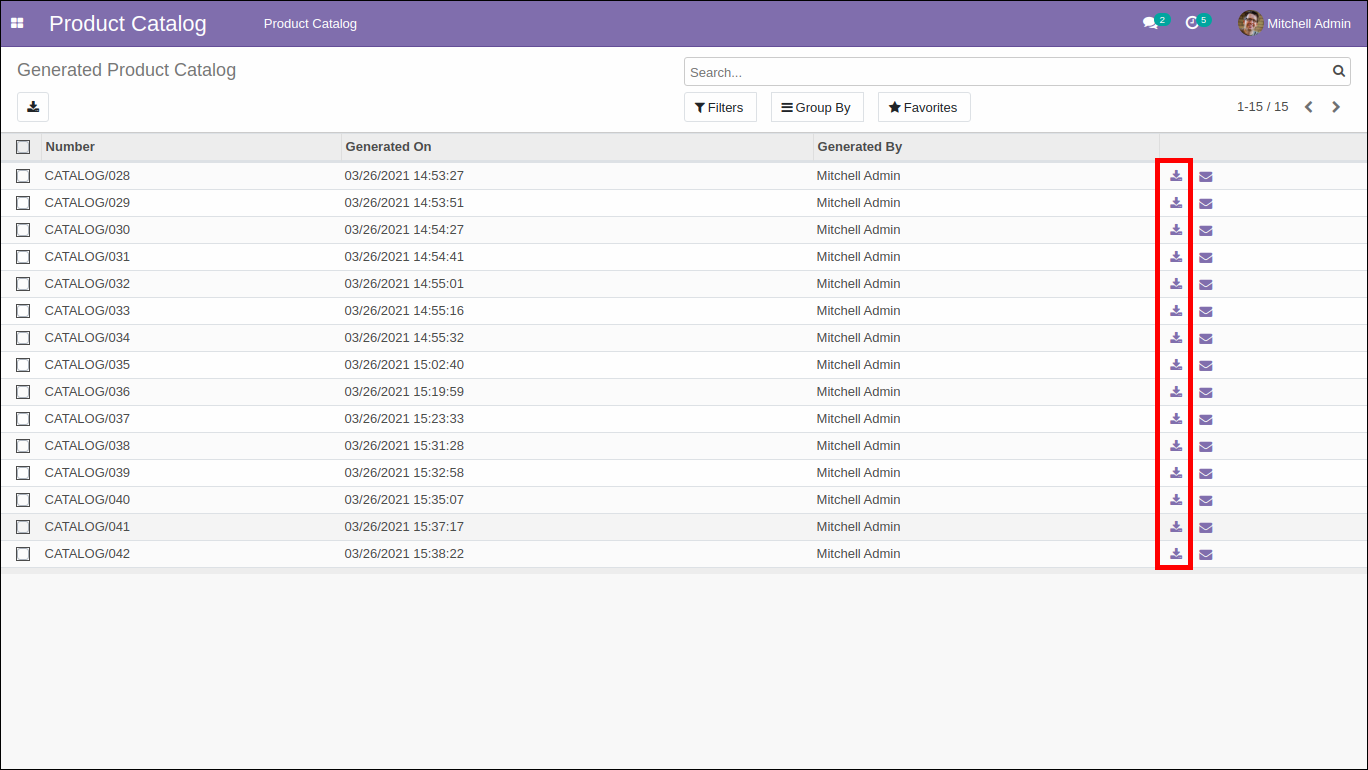 Product Catalog Product Catalog 2 5 Mitchell Admin
Generated Product Catalog
Search...
Filters Group By Favorites 1-15 / 15
Number Generated On Generated By
CATALOG/028 03/26/2021 14:53:27 Mitchell Admin
CATALOG/029 03/26/2021 14:53:51 Mitchell Admin
CATALOG/030 03/26/2021 14:54:27 Mitchell Admin
CATALOG/031 03/26/2021 14:54:41 Mitchell Admin
CATALOG/032 03/26/2021 14:55:01 Mitchell Admin
CATALOG/033 03/26/2021 14:55:16 Mitchell Admin
CATALOG/034 03/26/2021 14:55:32 Mitchell Admin
CATALOG/035 03/26/2021 15:02:40 Mitchell Admin
CATALOG/036 03/26/2021 15:19:59 Mitchell Admin
CATALOG/037 03/26/2021 15:23:33 Mitchell Admin
CATALOG/038 03/26/2021 15:31:28 Mitchell Admin
CATALOG/039 03/26/2021 15:32:58 Mitchell Admin
CATALOG/040 03/26/2021 15:35:07 Mitchell Admin
CATALOG/041 03/26/2021 15:37:17 Mitchell Admin
CATALOG/042 03/26/2021 15:38:22 Mitchell Admin